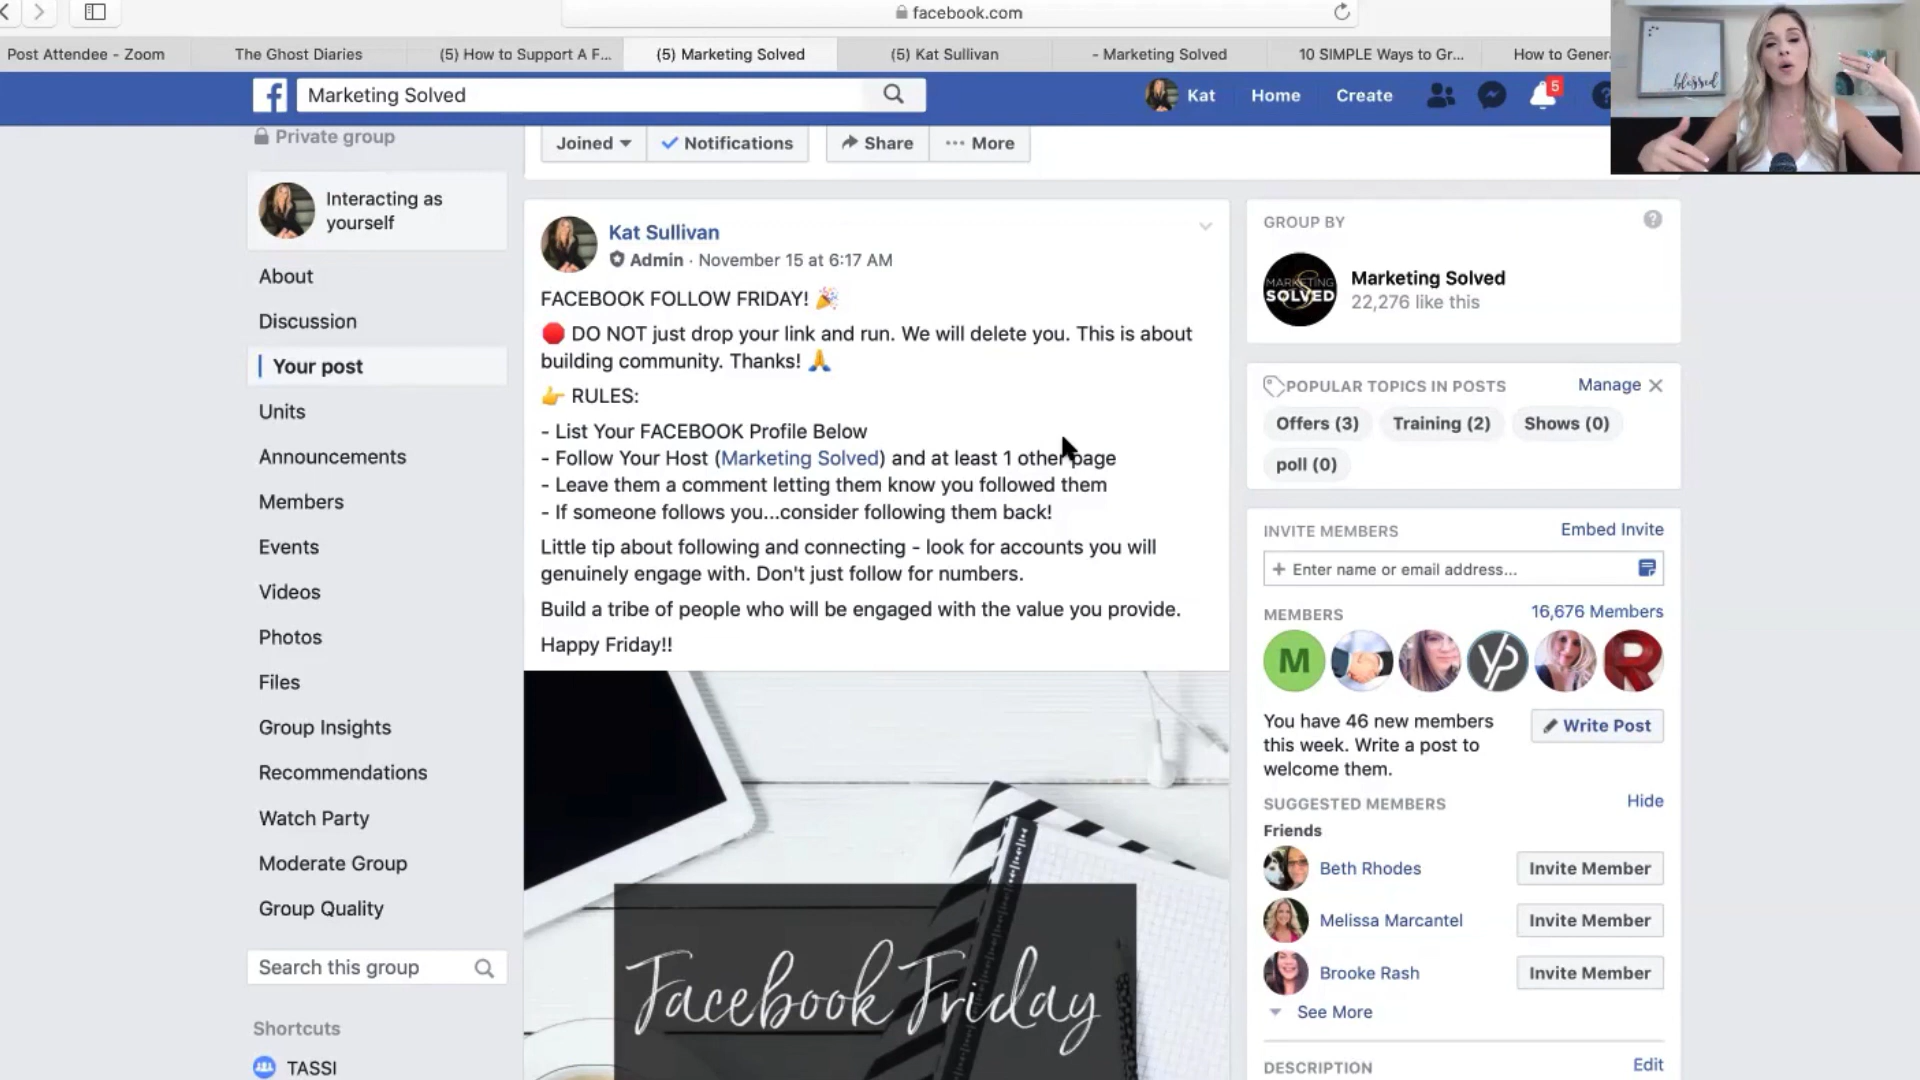 facebook.com
Post Attendee - Zoom
The Ghost Diaries
(5) How to Support A F...
(5) Marketing Solved
(5) Kat Sullivan
- Marketing Solved
10 SIMPLE Ways to Gr...
How to Gener
blessed
Marketing Solved
Kat
Home
Create
5
Private group
Joined
Notifications
Share
More
Interacting as
yourself
About
Discussion
Your post
Units
Announcements
Members
Events
Videos
Photos
Files
Group Insights
Recommendations
Watch Party
Moderate Group
Group Quality
Search this group
Shortcuts
TASSI
Kat Sullivan
Admin · November 15 at 6:17 AM
FACEBOOK FOLLOW FRIDAY! 🎉
🛑 DO NOT just drop your link and run. We will delete you. This is about
building community. Thanks! 🙏
👉 RULES:
- List Your FACEBOOK Profile Below
- Follow Your Host (Marketing Solved) and at least 1 other page
- Leave them a comment letting them know you followed them
- If someone follows you...consider following them back!
Little tip about following and connecting - look for accounts you will
genuinely engage with. Don't just follow for numbers.
Build a tribe of people who will be engaged with the value you provide.
Happy Friday!!
Facebook Friday
GROUP BY
MARKETING
SOLVED
Marketing Solved
22,276 like this
POPULAR TOPICS IN POSTS
Manage
Offers (3)
Training (2)
Shows (0)
poll (0)
INVITE MEMBERS
Embed Invite
+ Enter name or email address...
MEMBERS
16,676 Members
M
YP
R
You have 46 new members
this week. Write a post to
welcome them.
Write Post
SUGGESTED MEMBERS
Hide
Friends
Beth Rhodes
Invite Member
Melissa Marcantel
Invite Member
Brooke Rash
Invite Member
See More
DESCRIPTION
Edit